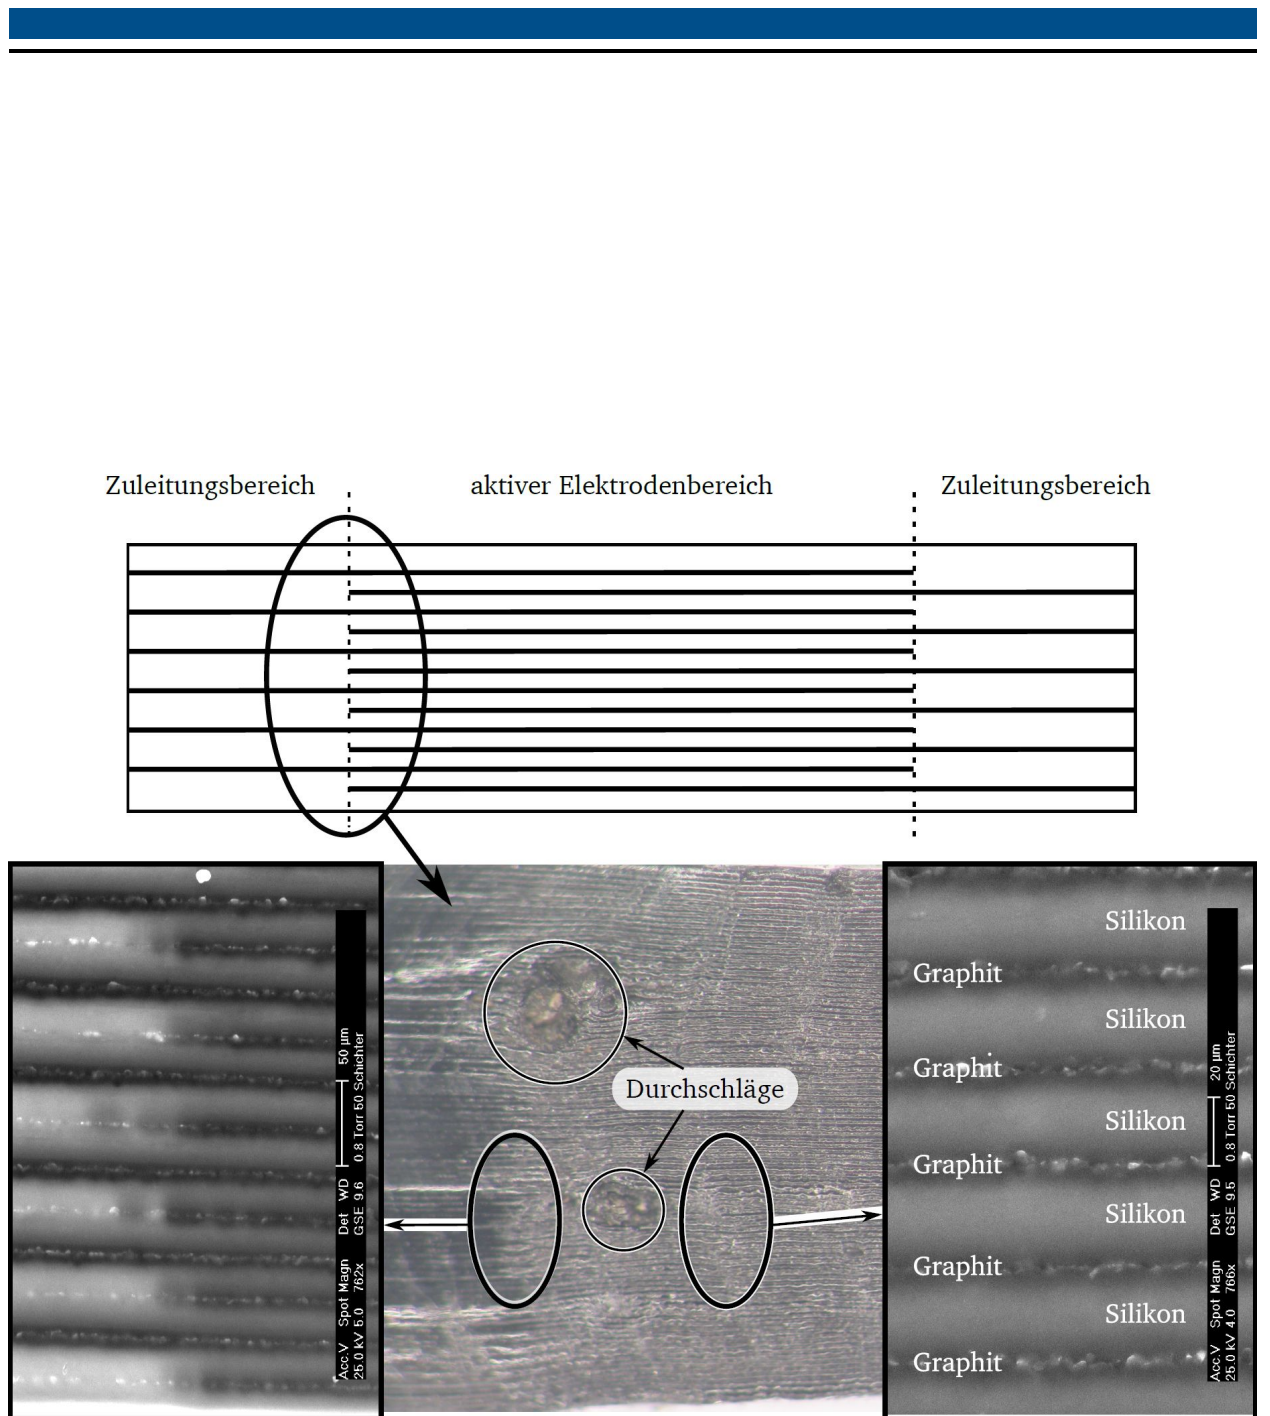 Zuleitungsbereich
aktiver Elektrodenbereich
Zuleitungsbereich
Acc.V Spot Magn Det WD 50 µm
25.0 kV 5.0 762x GSE 9.6 0.8 Torr 50 Schichter
Durchschläge
Silikon
Graphit
Silikon
Graphit
Silikon
Graphit
Silikon
Graphit
Silikon
Graphit
Acc.V Spot Magn Det WD 20 µm
25.0 kV 4.0 766x GSE 9.5 0.8 Torr 50 Schichter